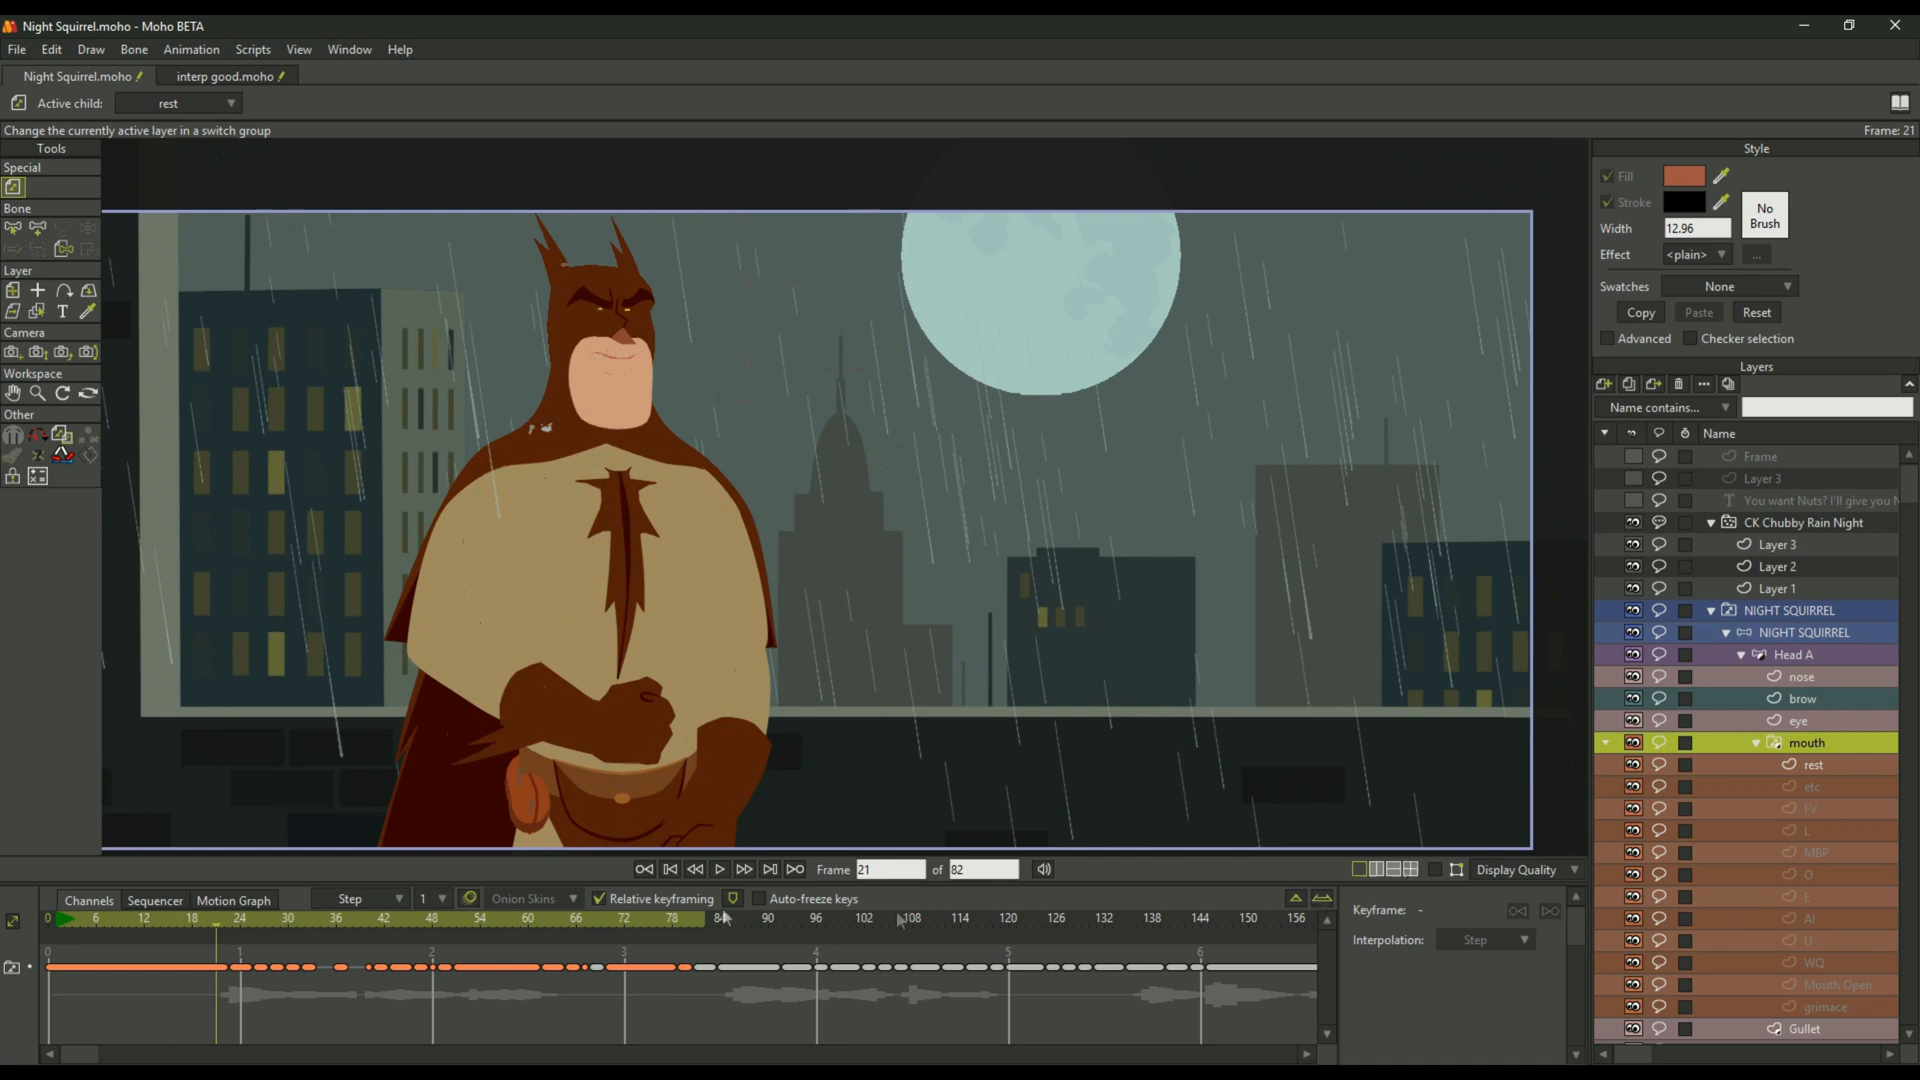 Night Squirrel.moho - Moho BETA
File Edit Draw Bone Animation Scripts View Window Help
Night Squirrel.moho interp good.moho
Active child: rest
Change the currently active layer in a switch group Frame: 21
Tools
Special
Bone
Layer
T
Camera
Workspace
Other
Style
Fill
Stroke
No
Brush
Width 12.96
Effect <plain> ...
Swatches None
Copy Paste Reset
Advanced Checker selection
Layers
Name contains...
Name
Frame
Layer 3
T You want Nuts? I'll give you N
CK Chubby Rain Night
Layer 3
Layer 2
Layer 1
NIGHT SQUIRREL
NIGHT SQUIRREL
Head A
nose
brow
eye
mouth
rest
etc
FV
L
MBP
O
E
AI
U
WQ
Mouth Open
grimace
Gullet
Frame 21 of 82
Display Quality
Channels Sequencer Motion Graph Step 1 Onion Skins Relative keyframing Auto-freeze keys
0 6 12 18 24 30 36 42 48 54 60 66 72 78 84 90 96 102 108 114 120 126 132 138 144 150 156
0 1 2 3 4 5 6
Keyframe: -
Interpolation: Step